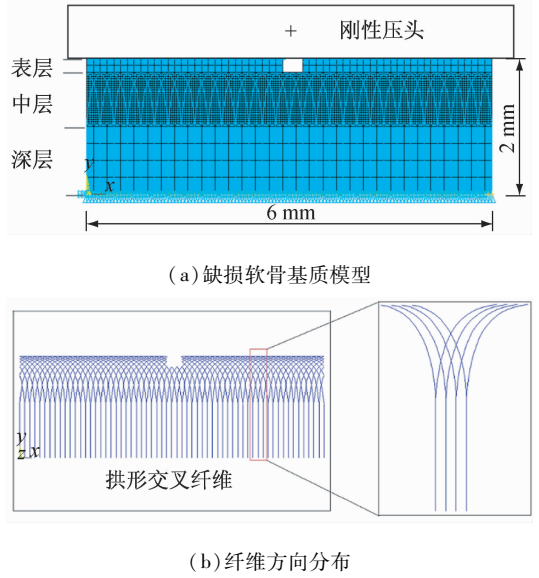 + 刚性压头
表层
中层
深层
y
x
2 mm
6 mm
(a)缺损软骨基质模型
y
z x
拱形交叉纤维
(b)纤维方向分布